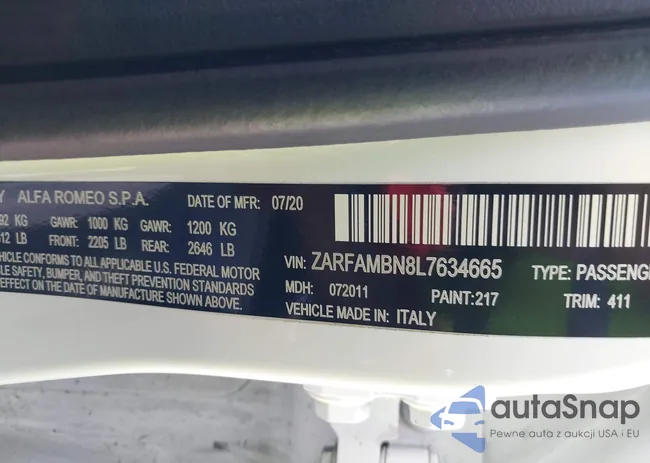 ALFA ROMEO S.P.A. DATE OF MFR: 07/20
92 KG GAWR: 1000 KG GAWR: 1200 KG
12 LB FRONT: 2205 LB REAR: 2646 LB
VEHICLE CONFORMS TO ALL APPLICABLE U.S. FEDERAL MOTOR
SAFETY, BUMPER, AND THEFT PREVENTION STANDARDS
EFFECT ON THE DATE OF MANUFACTURE SHOWN ABOVE
VIN: ZARFAMBN8L7634665 TYPE: PASSENG
MDH: 072011 PAINT:217 TRIM: 411
VEHICLE MADE IN: ITALY
autaSnap
Pewne auta z aukcji USA i EU